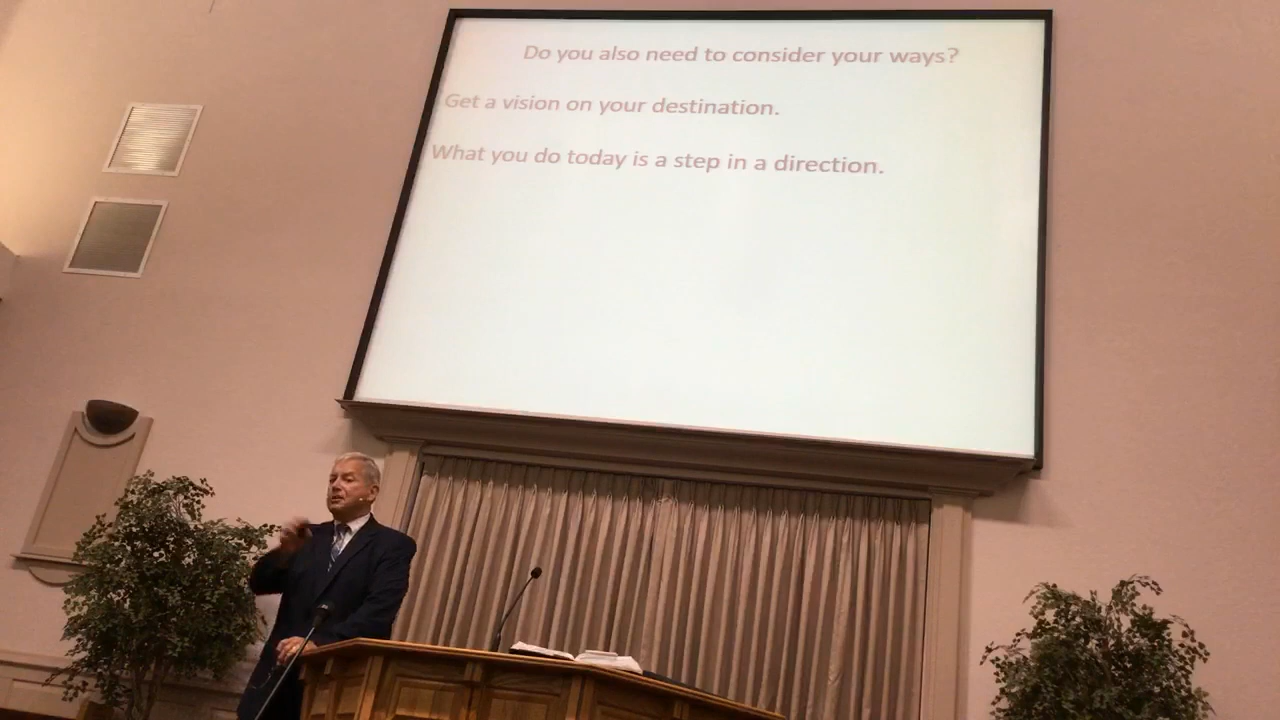 Do you also need to consider your ways?
Get a vision on your destination.
What you do today is a step in a direction.